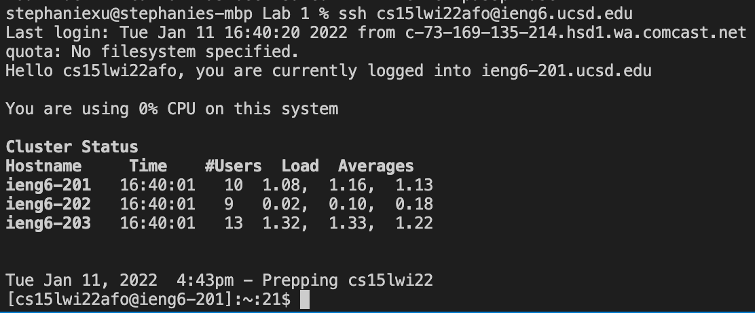 stephaniexu@stephanies-mbp Lab 1 % ssh cs15lwi22afo@ieng6.ucsd.edu
Last login: Tue Jan 11 16:40:20 2022 from c-73-169-135-214.hsd1.wa.comcast.net
quota: No filesystem specified.
Hello cs15lwi22afo, you are currently logged into ieng6-201.ucsd.edu
You are using 0% CPU on this system
Cluster Status
Hostname Time #Users Load Averages
ieng6-201 16:40:01 10 1.08, 1.16, 1.13
ieng6-202 16:40:01 9 0.02, 0.10, 0.18
ieng6-203 16:40:01 13 1.32, 1.33, 1.22
Tue Jan 11, 2022 4:43pm - Prepping cs15lwi22
[cs15lwi22afo@ieng6-201]:~:21$